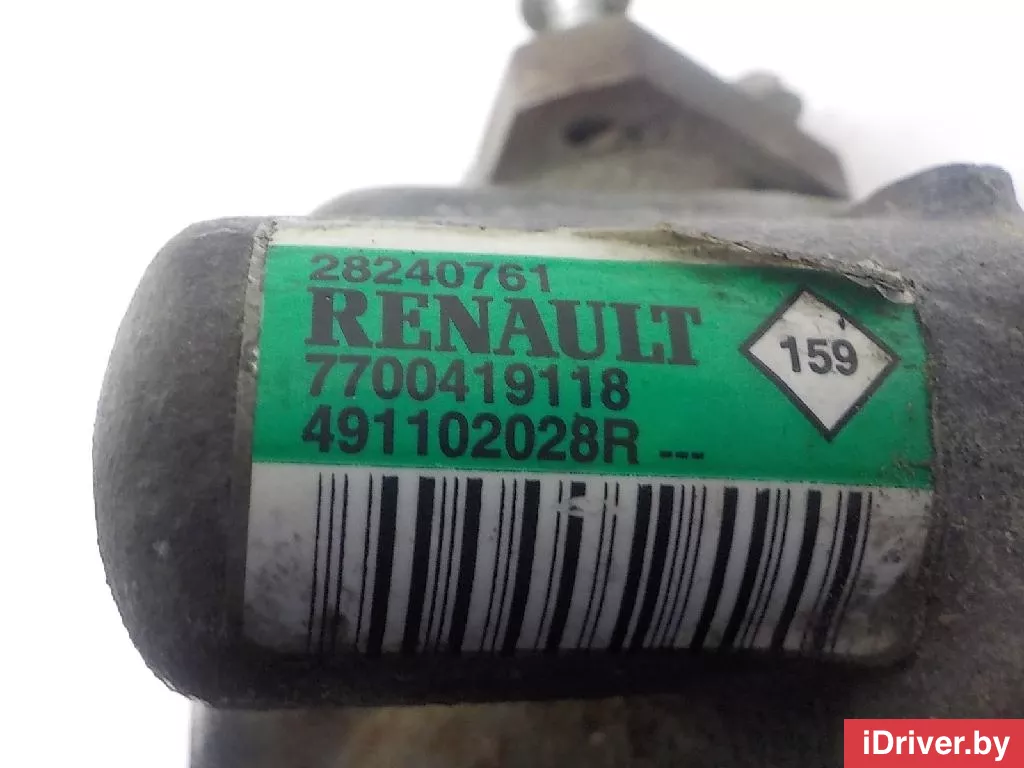 28240761
RENAULT
7700419118
491102028R ---
159
iDriver.by